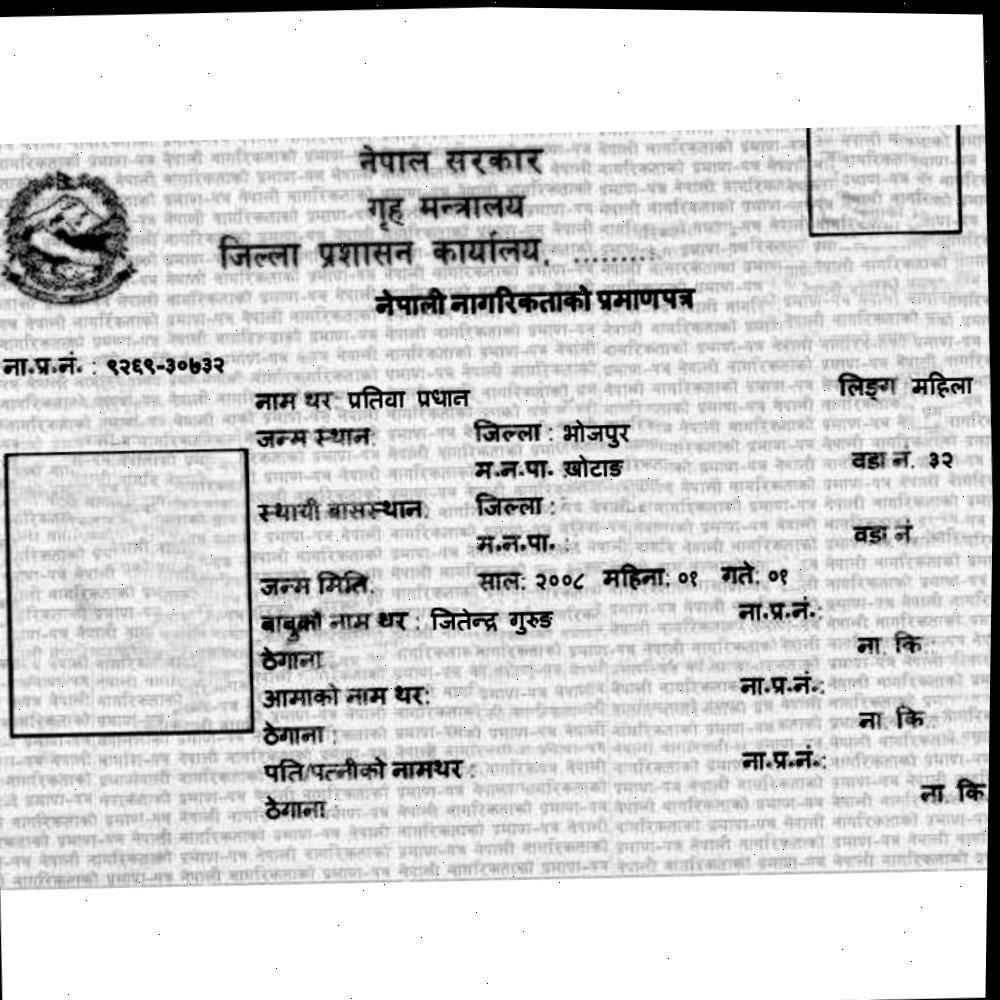 नेपाल सरकार
गृह मन्त्रालय
जिल्ला प्रशासन कार्यालय, .........
नेपाली नागरिकताको प्रमाणपत्र
ना.प्र.नं. : ९२६९-३०७३२
नाम थर: प्रतिवा प्रधान लिङ्ग महिला
जन्म स्थान: जिल्ला : भोजपुर
म.न.पा. खोटाङ वडा नं. ३२
स्थायी बासस्थान: जिल्ला :
म.न.पा. : वडा नं.
जन्म मिति: साल: २००८ महिना: ०१ गते: ०१
बाबुको नाम थर : जितेन्द्र गुरुङ ना.प्र.नं.:
ठेगाना ना. कि.:
आमाको नाम थर: ना.प्र.नं.:
ठेगाना : ना. कि.
पति/पत्नीको नामथर : ना.प्र.नं.:
ठेगाना ना. कि.